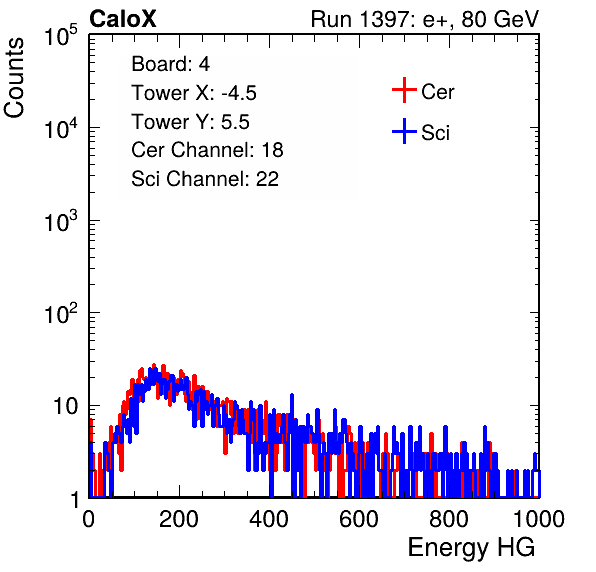 CaloX Run 1397: e+, 80 GeV
Counts
Board: 4
Tower X: -4.5
Tower Y: 5.5
Cer Channel: 18
Sci Channel: 22
Cer
Sci
10^5
10^4
10^3
10^2
10
1
0 200 400 600 800 1000
Energy HG